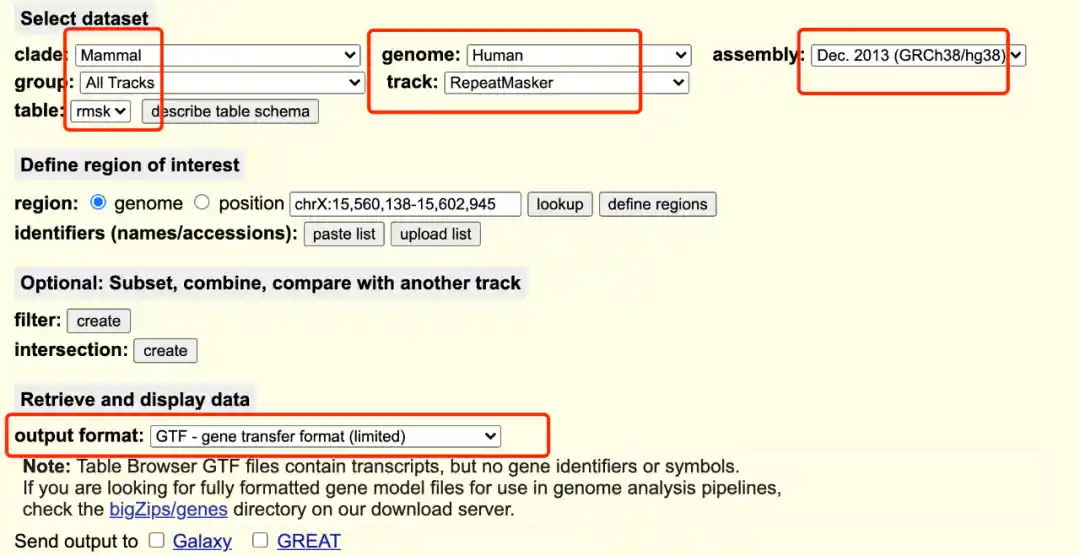 Select dataset
clade: Mammal genome: Human assembly: Dec. 2013 (GRCh38/hg38)
group: All Tracks track: RepeatMasker
table: rmsk describe table schema
Define region of interest
region: genome position chrX:15,560,138-15,602,945 lookup define regions
identifiers (names/accessions): paste list upload list
Optional: Subset, combine, compare with another track
filter: create
intersection: create
Retrieve and display data
output format: GTF - gene transfer format (limited)
Note: Table Browser GTF files contain transcripts, but no gene identifiers or symbols.
If you are looking for fully formatted gene model files for use in genome analysis pipelines,
check the bigZips/genes directory on our download server.
Send output to Galaxy GREAT